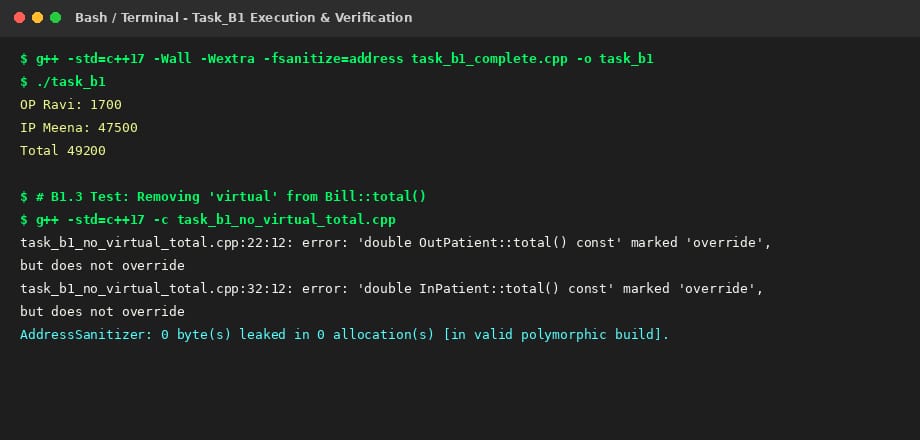 Bash / Terminal - Task_B1 Execution & Verification
$ g++ -std=c++17 -Wall -Wextra -fsanitize=address task_b1_complete.cpp -o task_b1
$ ./task_b1
OP Ravi: 1700
IP Meena: 47500
Total 49200
$ # B1.3 Test: Removing 'virtual' from Bill::total()
$ g++ -std=c++17 -c task_b1_no_virtual_total.cpp
task_b1_no_virtual_total.cpp:22:12: error: 'double OutPatient::total() const' marked 'override',
but does not override
task_b1_no_virtual_total.cpp:32:12: error: 'double InPatient::total() const' marked 'override',
but does not override
AddressSanitizer: 0 byte(s) leaked in 0 allocation(s) [in valid polymorphic build].